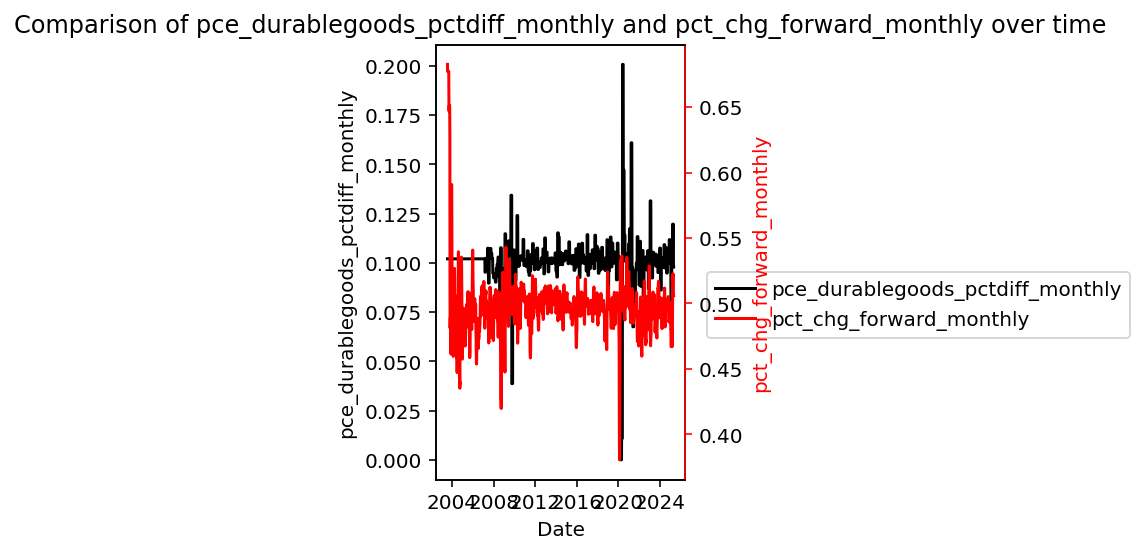 Comparison of pce_durablegoods_pctdiff_monthly and pct_chg_forward_monthly over time
pce_durablegoods_pctdiff_monthly
0.200
0.175
0.150
0.125
0.100
0.075
0.050
0.025
0.000
0.65
0.60
0.55
0.50
0.45
0.40
pct_chg_forward_monthly
pce_durablegoods_pctdiff_monthly
pct_chg_forward_monthly
2004 2008 2012 2016 2020 2024
Date